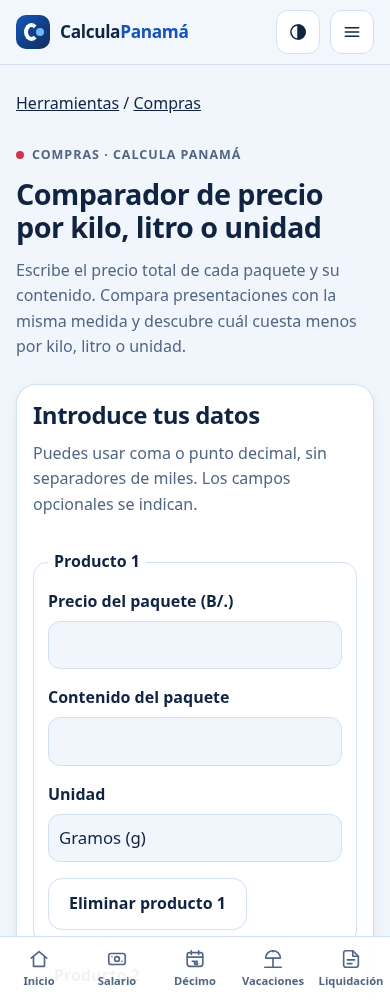 CalculaPanamá
Herramientas / Compras
COMPRAS · CALCULA PANAMÁ
Comparador de precio
por kilo, litro o unidad
Escribe el precio total de cada paquete y su
contenido. Compara presentaciones con la
misma medida y descubre cuál cuesta menos
por kilo, litro o unidad.
Introduce tus datos
Puedes usar coma o punto decimal, sin
separadores de miles. Los campos
opcionales se indican.
Producto 1
Precio del paquete (B/.)
Contenido del paquete
Unidad
Gramos (g)
Eliminar producto 1
Producto 2
Inicio Salario Décimo Vacaciones Liquidación